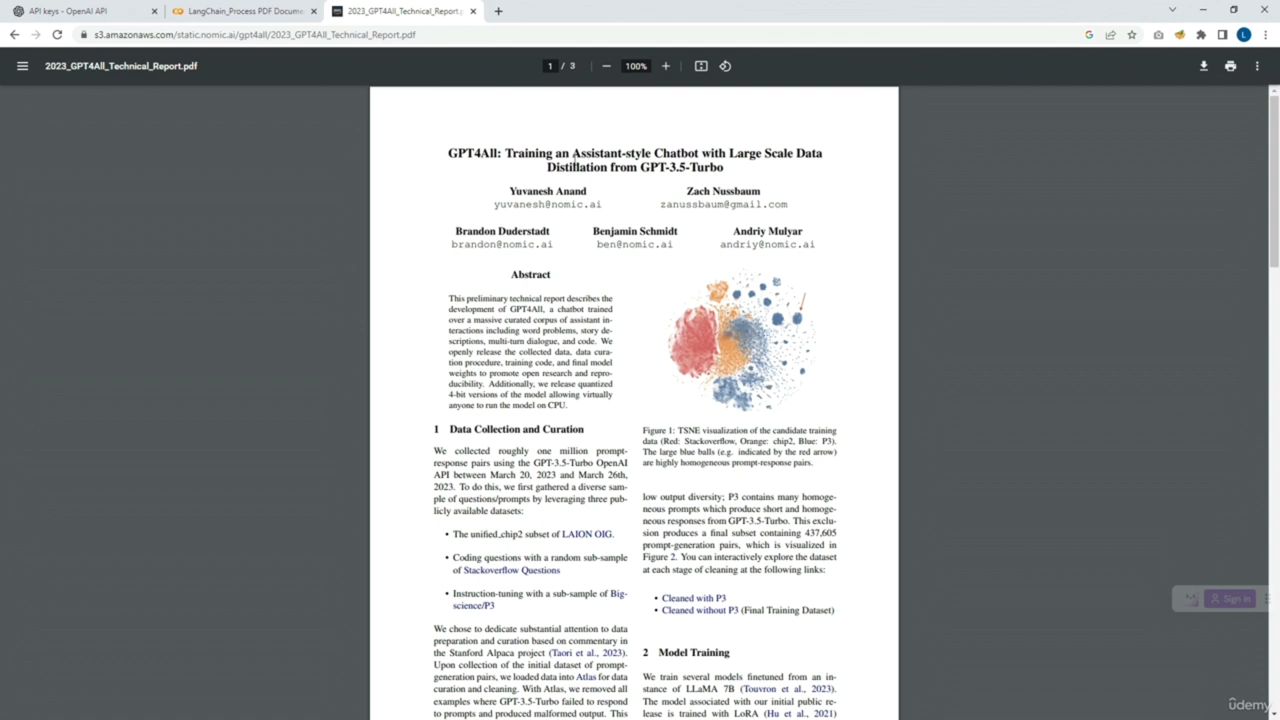 API keys - OpenAI API
LangChain_Process PDF Docume
2023_GPT4All_Technical_Report.
s3.amazonaws.com/static.nomic.ai/gpt4all/2023_GPT4All_Technical_Report.pdf
L
2023_GPT4All_Technical_Report.pdf
1 / 3
100%
GPT4All: Training an Assistant-style Chatbot with Large Scale Data
Distillation from GPT-3.5-Turbo
Yuvanesh Anand
yuvanesh@nomic.ai
Zach Nussbaum
zanussbaum@gmail.com
Brandon Duderstadt
brandon@nomic.ai
Benjamin Schmidt
ben@nomic.ai
Andriy Mulyar
andriy@nomic.ai
Abstract
This preliminary technical report describes the
development of GPT4All, a chatbot trained
over a massive curated corpus of assistant in-
teractions including word problems, story de-
scriptions, multi-turn dialogue, and code. We
openly release the collected data, data cura-
tion procedure, training code, and final model
weights to promote open research and repro-
ducibility. Additionally, we release quantized
4-bit versions of the model allowing virtually
anyone to run the model on CPU.
1 Data Collection and Curation
We collected roughly one million prompt-
response pairs using the GPT-3.5-Turbo OpenAI
API between March 20, 2023 and March 26th,
2023. To do this, we first gathered a diverse sam-
ple of questions/prompts by leveraging three pub-
licly available datasets:
• The unified_chip2 subset of LAION OIG.
• Coding questions with a random sub-sample
of Stackoverflow Questions
• Instruction-tuning with a sub-sample of Big-
science/P3
We chose to dedicate substantial attention to data
preparation and curation based on commentary in
the Stanford Alpaca project (Taori et al., 2023).
Upon collection of the initial dataset of prompt-
generation pairs, we loaded data into Atlas for data
curation and cleaning. With Atlas, we removed all
examples where GPT-3.5-Turbo failed to respond
to prompts and produced malformed output. This
Figure 1: TSNE visualization of the candidate training
data (Red: Stackoverflow, Orange: chip2, Blue: P3).
The large blue balls (e.g. indicated by the red arrow)
are highly homogeneous prompt-response pairs.
low output diversity; P3 contains many homoge-
neous prompts which produce short and homoge-
neous responses from GPT-3.5-Turbo. This exclu-
sion produces a final subset containing 437,605
prompt-generation pairs, which is visualized in
Figure 2. You can interactively explore the dataset
at each stage of cleaning at the following links:
• Cleaned with P3
• Cleaned without P3 (Final Training Dataset)
2 Model Training
We train several models finetuned from an in-
stance of LLaMA 7B (Touvron et al., 2023).
The model associated with our initial public re-
lease is trained with LoRA (Hu et al., 2021)
Sign in
ûdemy